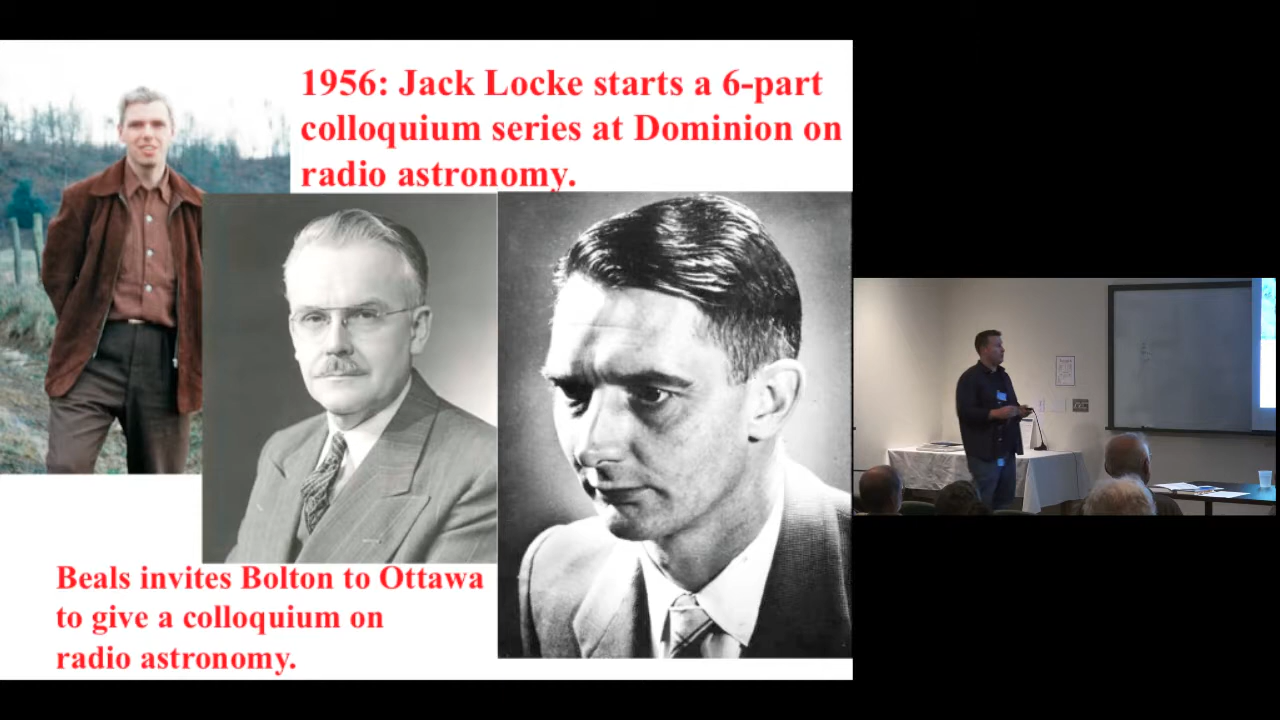 1956: Jack Locke starts a 6-part
colloquium series at Dominion on
radio astronomy.
Beals invites Bolton to Ottawa
to give a colloquium on
radio astronomy.